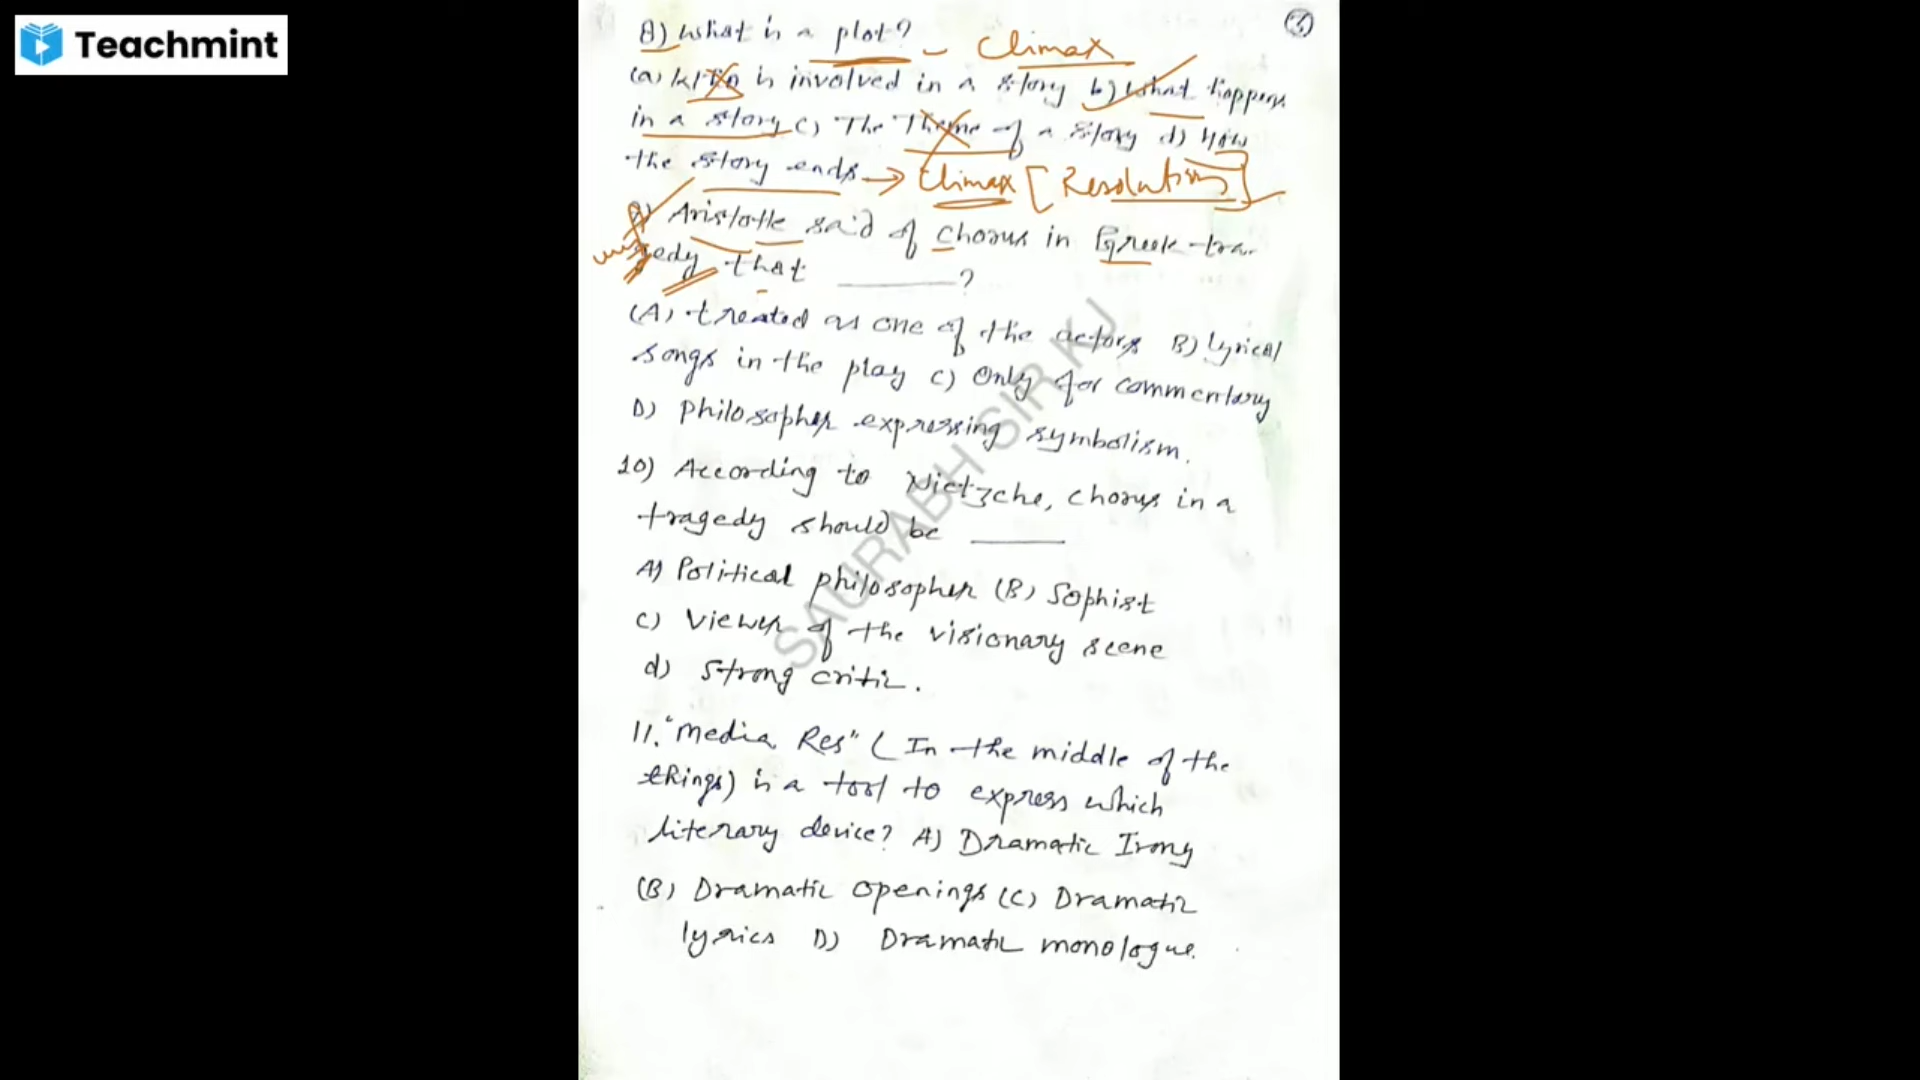 Teachmint
3
8) What is a plot? - Climax
(a) Who is involved in a story b) What happens
in a story c) The Theme of a story d) How
the story ends → Climax [Resolution]
9) Aristotle said of chorus in Greek tra-
gedy that ______?
(A) treated as one of the actors B) lyrical
songs in the play C) Only for commentary
D) Philosopher expressing symbolism.
10) According to Nietzche, chorus in a
tragedy should be ______
A) Political philosopher (B) Sophist
C) Viewer of the visionary scene
d) Strong critic.
11. "Media Res" (In the middle of the
things) is a tool to express which
literary device? A) Dramatic Irony
(B) Dramatic openings (C) Dramatic
lyrics D) Dramatic monologue.
SAURABH SIR KJ